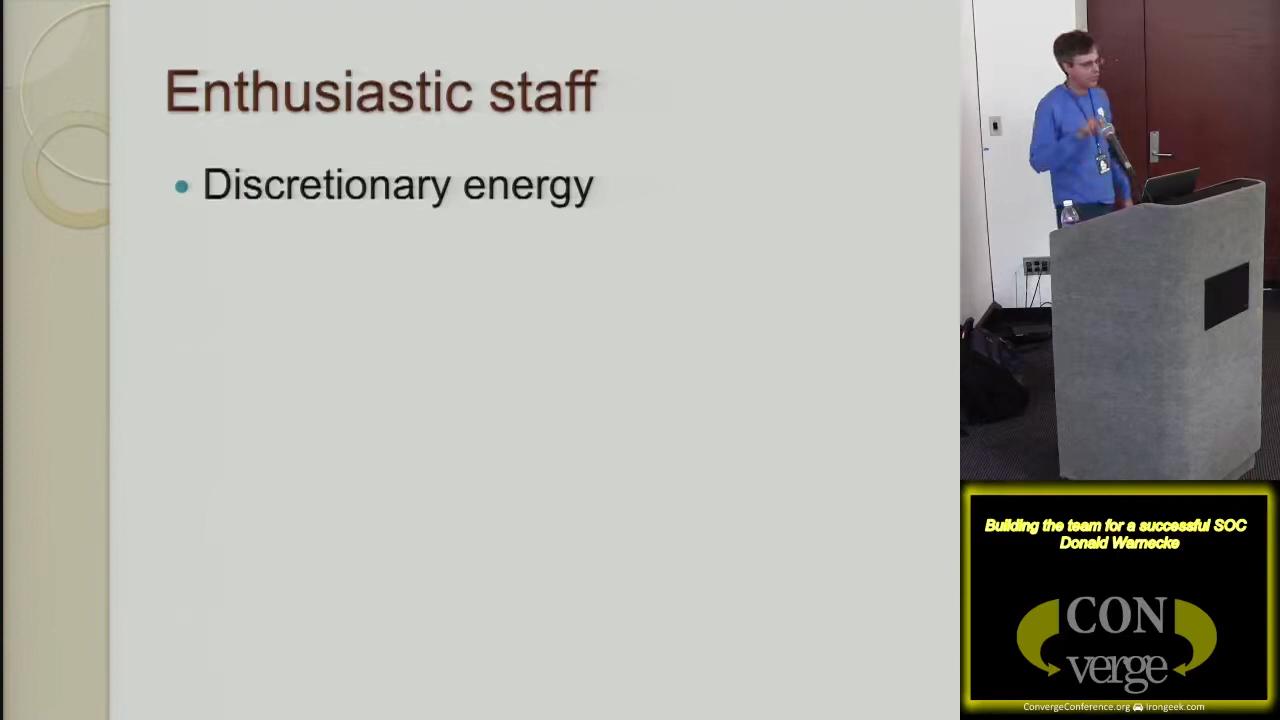 Enthusiastic staff
Discretionary energy
Building the team for a successful SOC
Donald Warnecke
CON
verge
ConvergeConference.org Irongeek.com